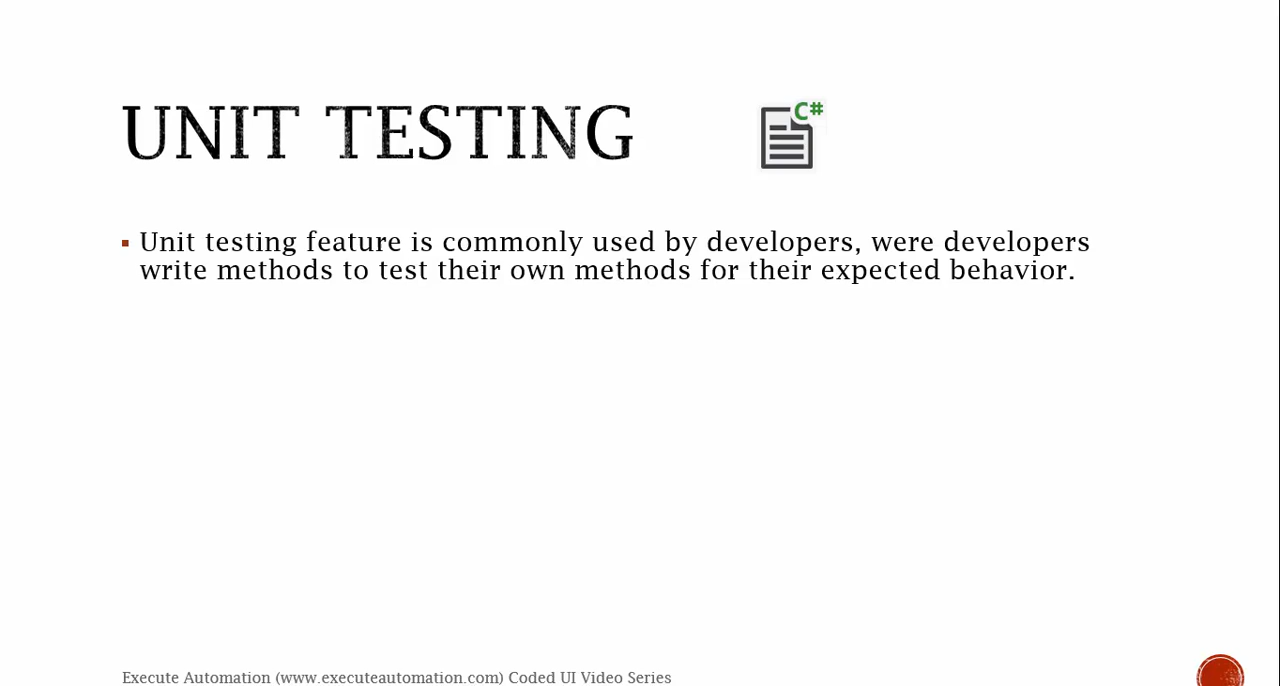 UNIT TESTING
C#
Unit testing feature is commonly used by developers, were developers
write methods to test their own methods for their expected behavior.
Execute Automation (www.executeautomation.com) Coded UI Video Series